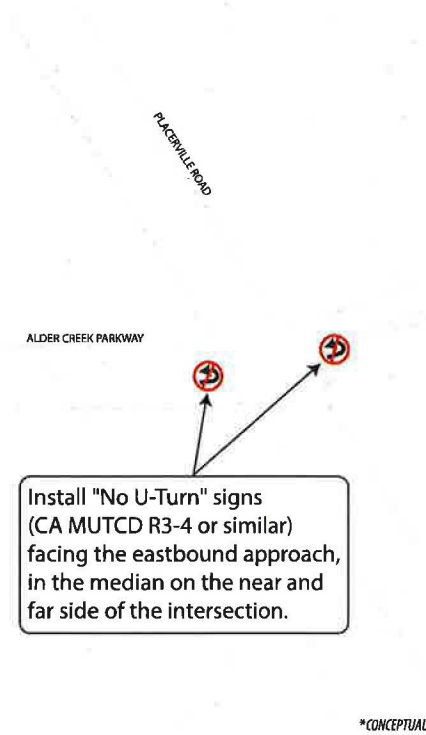 PLACERVILLE ROAD
ALDER CREEK PARKWAY
Install "No U-Turn" signs
(CA MUTCD R3-4 or similar)
facing the eastbound approach,
in the median on the near and
far side of the intersection.
*CONCEPTUAL